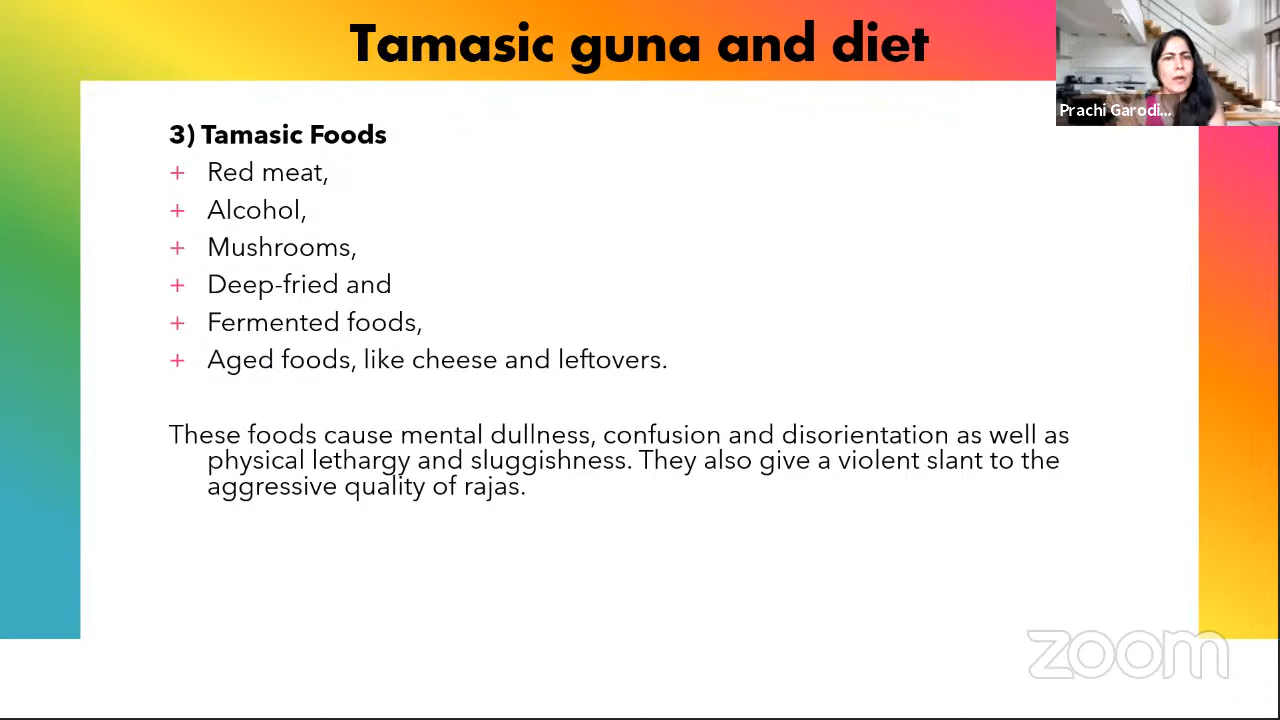 Tamasic guna and diet
Prachi Garodi...
3) Tamasic Foods
+ Red meat,
+ Alcohol,
+ Mushrooms,
+ Deep-fried and
+ Fermented foods,
+ Aged foods, like cheese and leftovers.
These foods cause mental dullness, confusion and disorientation as well as
physical lethargy and sluggishness. They also give a violent slant to the
aggressive quality of rajas.
zoom